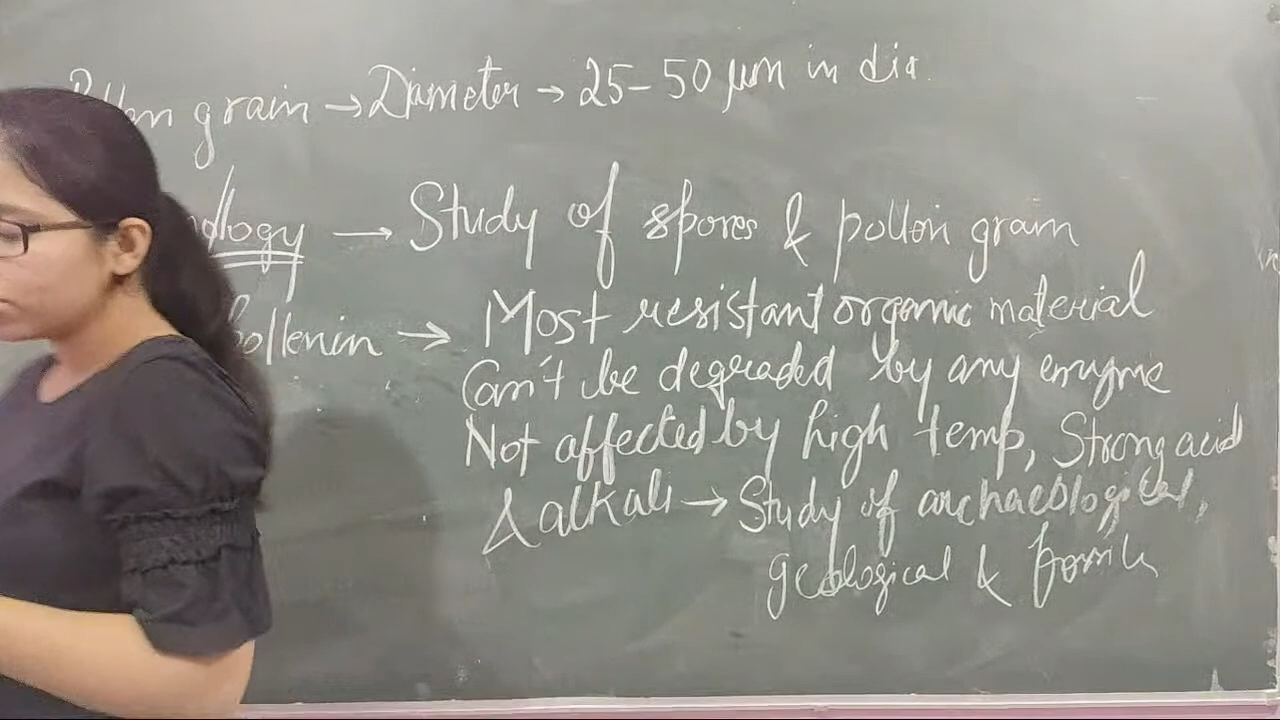 grain → Diameter → 25-50 µm in dia.
→ Study of spores & pollen grain
pollenin → Most resistant organic material
Can't be degraded by any enzyme
Not affected by high temp, Strong acid
& alkali → Study of archaeological,
geological & fossils